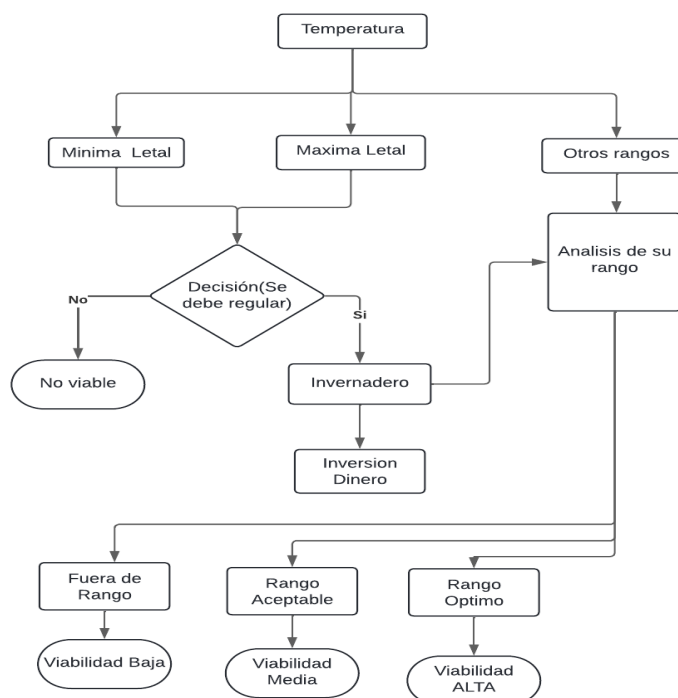 Temperatura
Minima Letal
Maxima Letal
Otros rangos
Decisión(Se
debe regular)
Analisis de su
rango
No
Si
No viable
Invernadero
Inversion
Dinero
Fuera de
Rango
Rango
Aceptable
Rango
Optimo
Viabilidad Baja
Viabilidad
Media
Viabilidad
ALTA